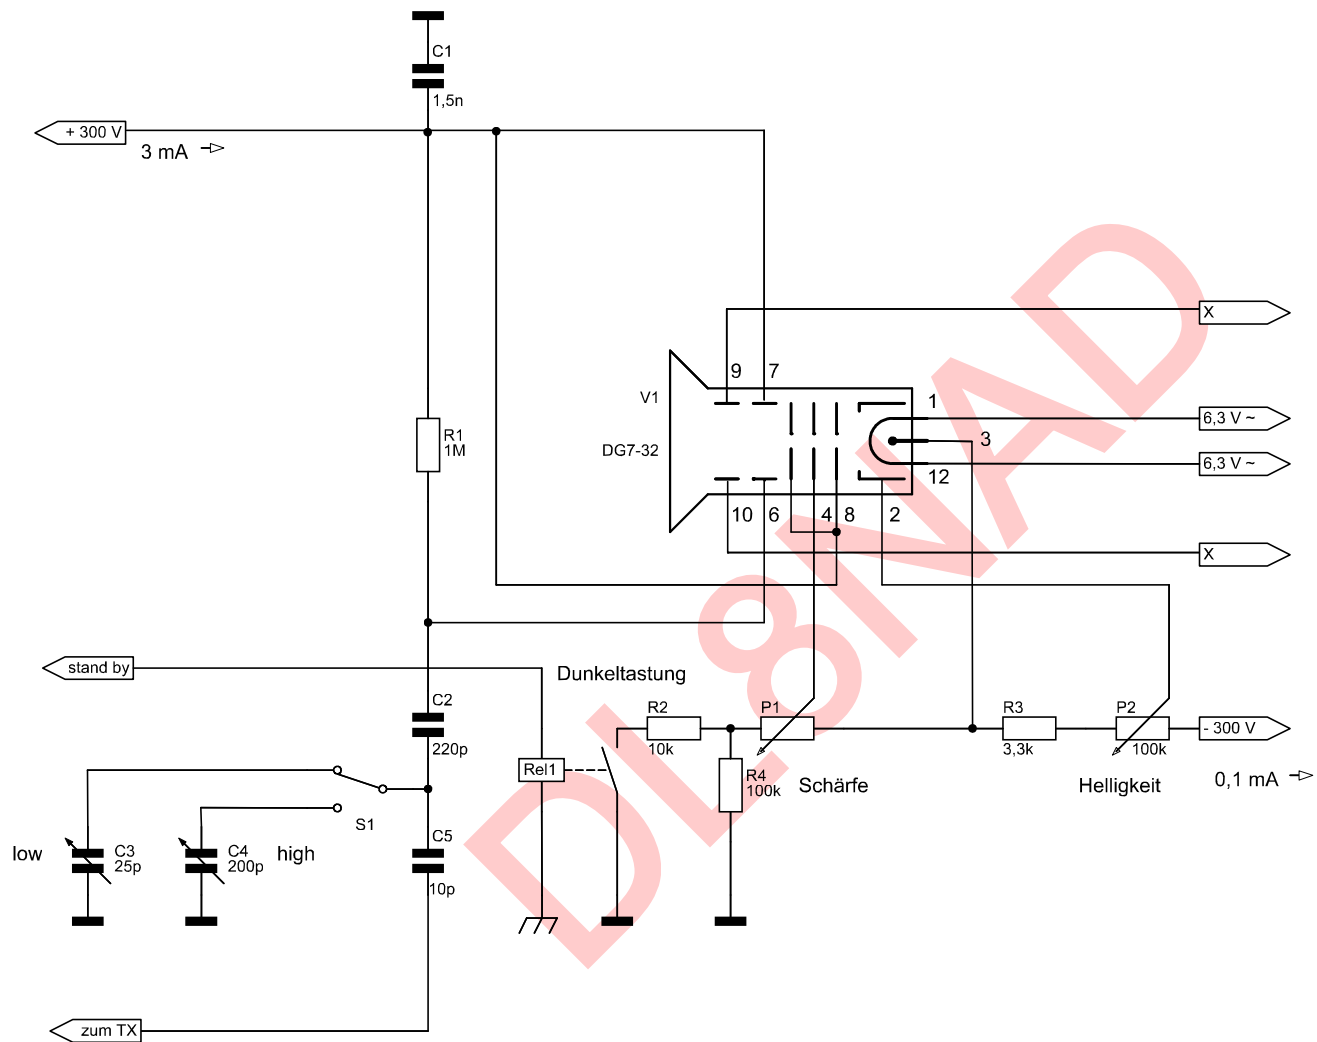 C1
1,5n
+ 300 V
3 mA
X
9
7
V1
1
6,3 V ~
R1
1M
3
DG7-32
6,3 V ~
12
10
6
4
8
2
X
stand by
Dunkeltastung
C2
220p
R2
10k
P1
R3
3,3k
P2
100k
- 300 V
Rel1
R4
100k
Schärfe
Helligkeit
0,1 mA
S1
low
C3
25p
C4
200p
high
C5
10p
zum TX
DL8NAD